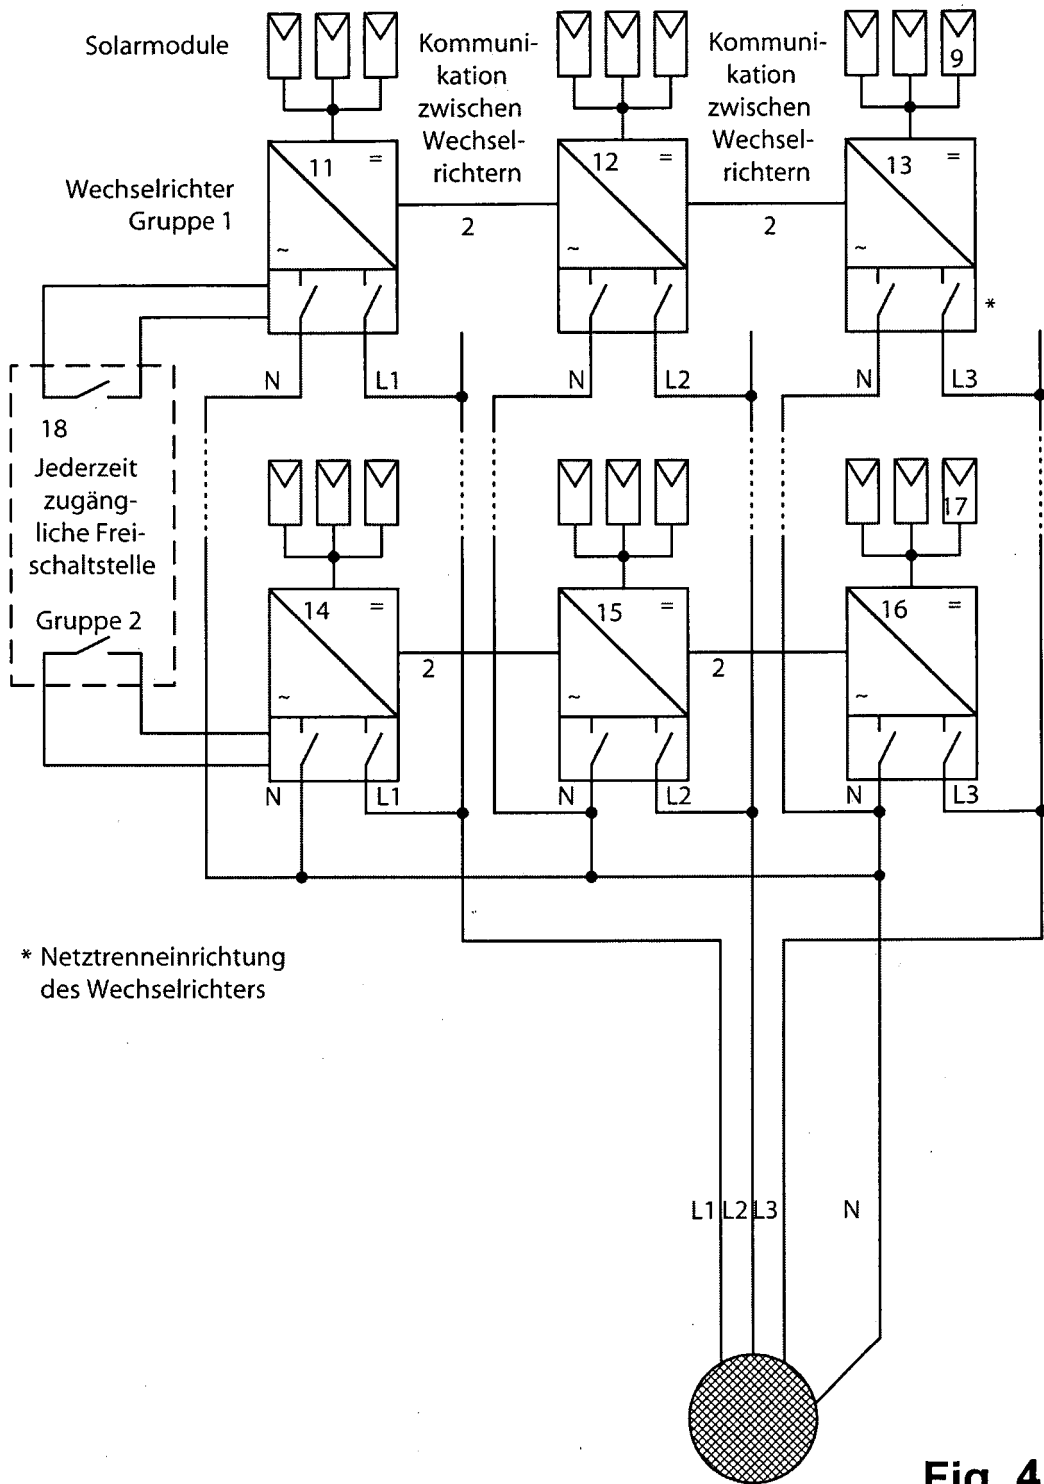 Solarmodule
Kommuni-
kation
zwischen
Wechsel-
richtern
Kommuni-
kation
zwischen
Wechsel-
richtern
9
Wechselrichter
Gruppe 1
11 =
~
2
12 =
~
2
13 =
~
*
N L1
N L2
N L3
18
Jederzeit
zugäng-
liche Frei-
schaltstelle
Gruppe 2
17
14 =
~
2
15 =
~
2
16 =
~
N L1
N L2
N L3
* Netztrenneinrichtung
des Wechselrichters
L1 L2 L3 N
Fig. 4